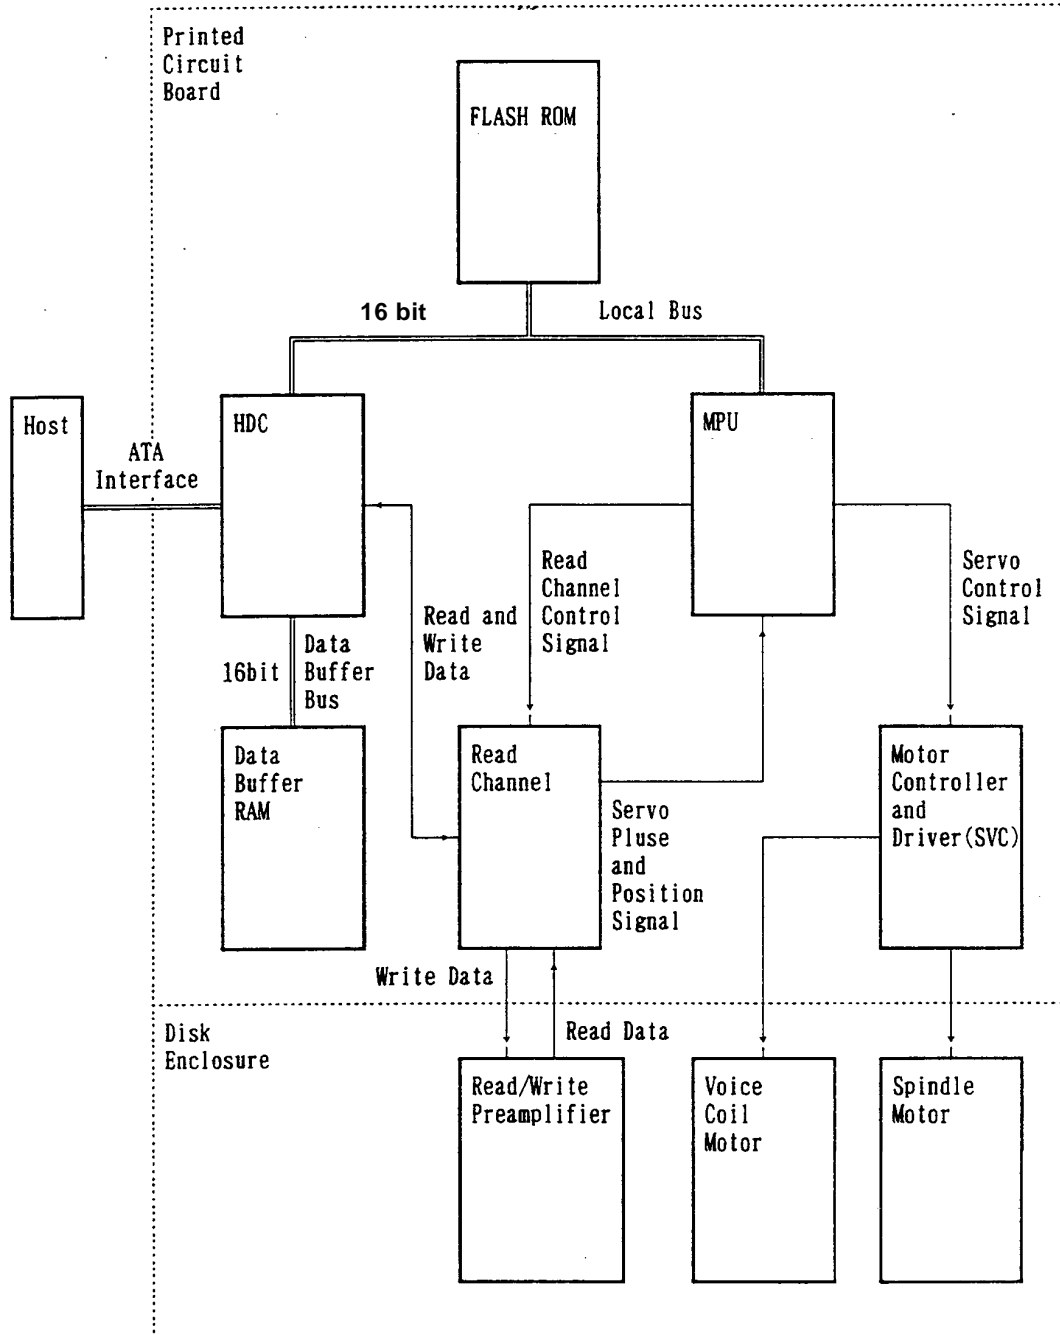 Printed
Circuit
Board
FLASH ROM
16 bit
Local Bus
Host
ATA
Interface
HDC
MPU
Read
Channel
Control
Signal
Servo
Control
Signal
Read and
Write
Data
16bit
Data
Buffer
Bus
Data
Buffer
RAM
Read
Channel
Servo
Pluse
and
Position
Signal
Motor
Controller
and
Driver(SVC)
Write Data
Read Data
Disk
Enclosure
Read/Write
Preamplifier
Voice
Coil
Motor
Spindle
Motor